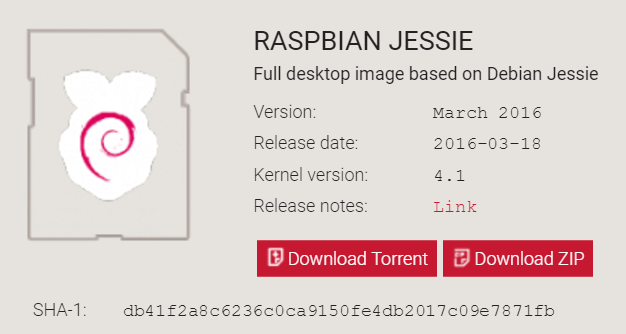 RASPBIAN JESSIE
Full desktop image based on Debian Jessie
Version: March 2016
Release date: 2016-03-18
Kernel version: 4.1
Release notes: Link
Download Torrent Download ZIP
SHA-1: db41f2a8c6236c0ca9150fe4db2017c09e7871fb